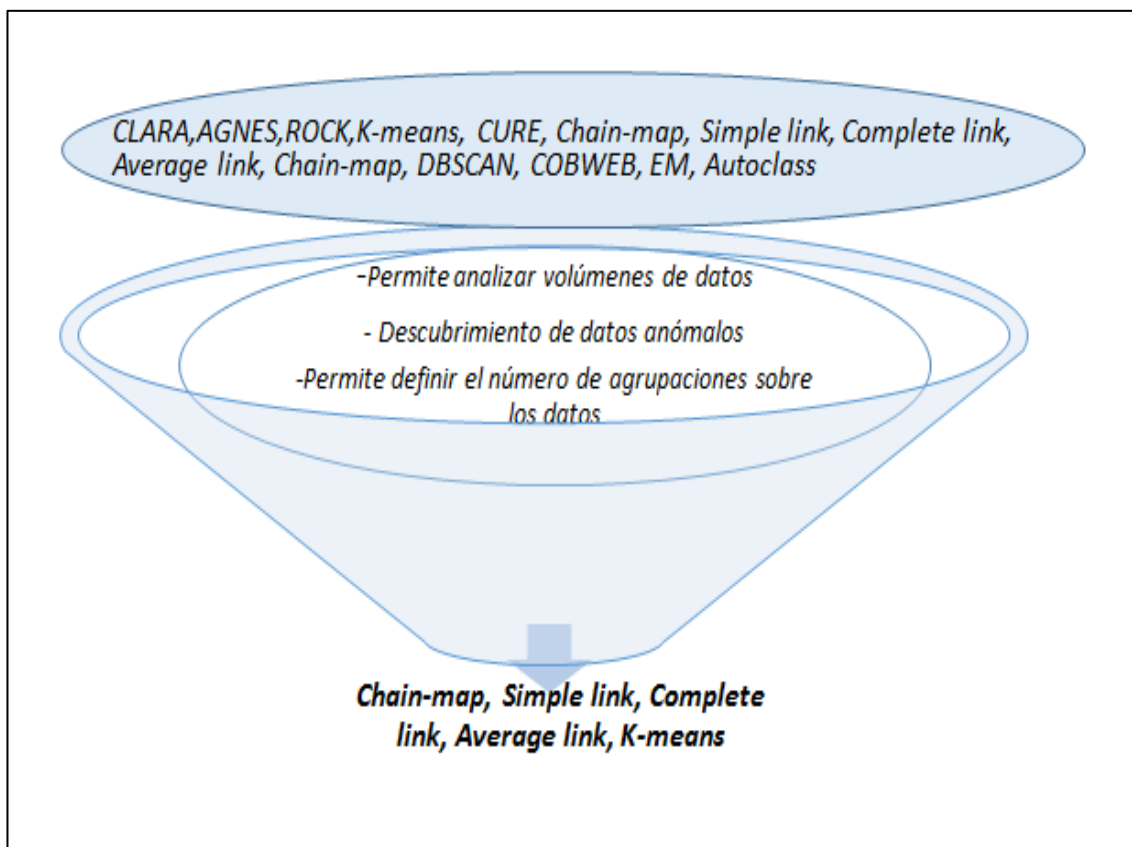 CLARA,AGNES,ROCK,K-means, CURE, Chain-map, Simple link, Complete link,
Average link, Chain-map, DBSCAN, COBWEB, EM, Autoclass
-Permite analizar volúmenes de datos
- Descubrimiento de datos anómalos
-Permite definir el número de agrupaciones sobre
los datos
Chain-map, Simple link, Complete
link, Average link, K-means